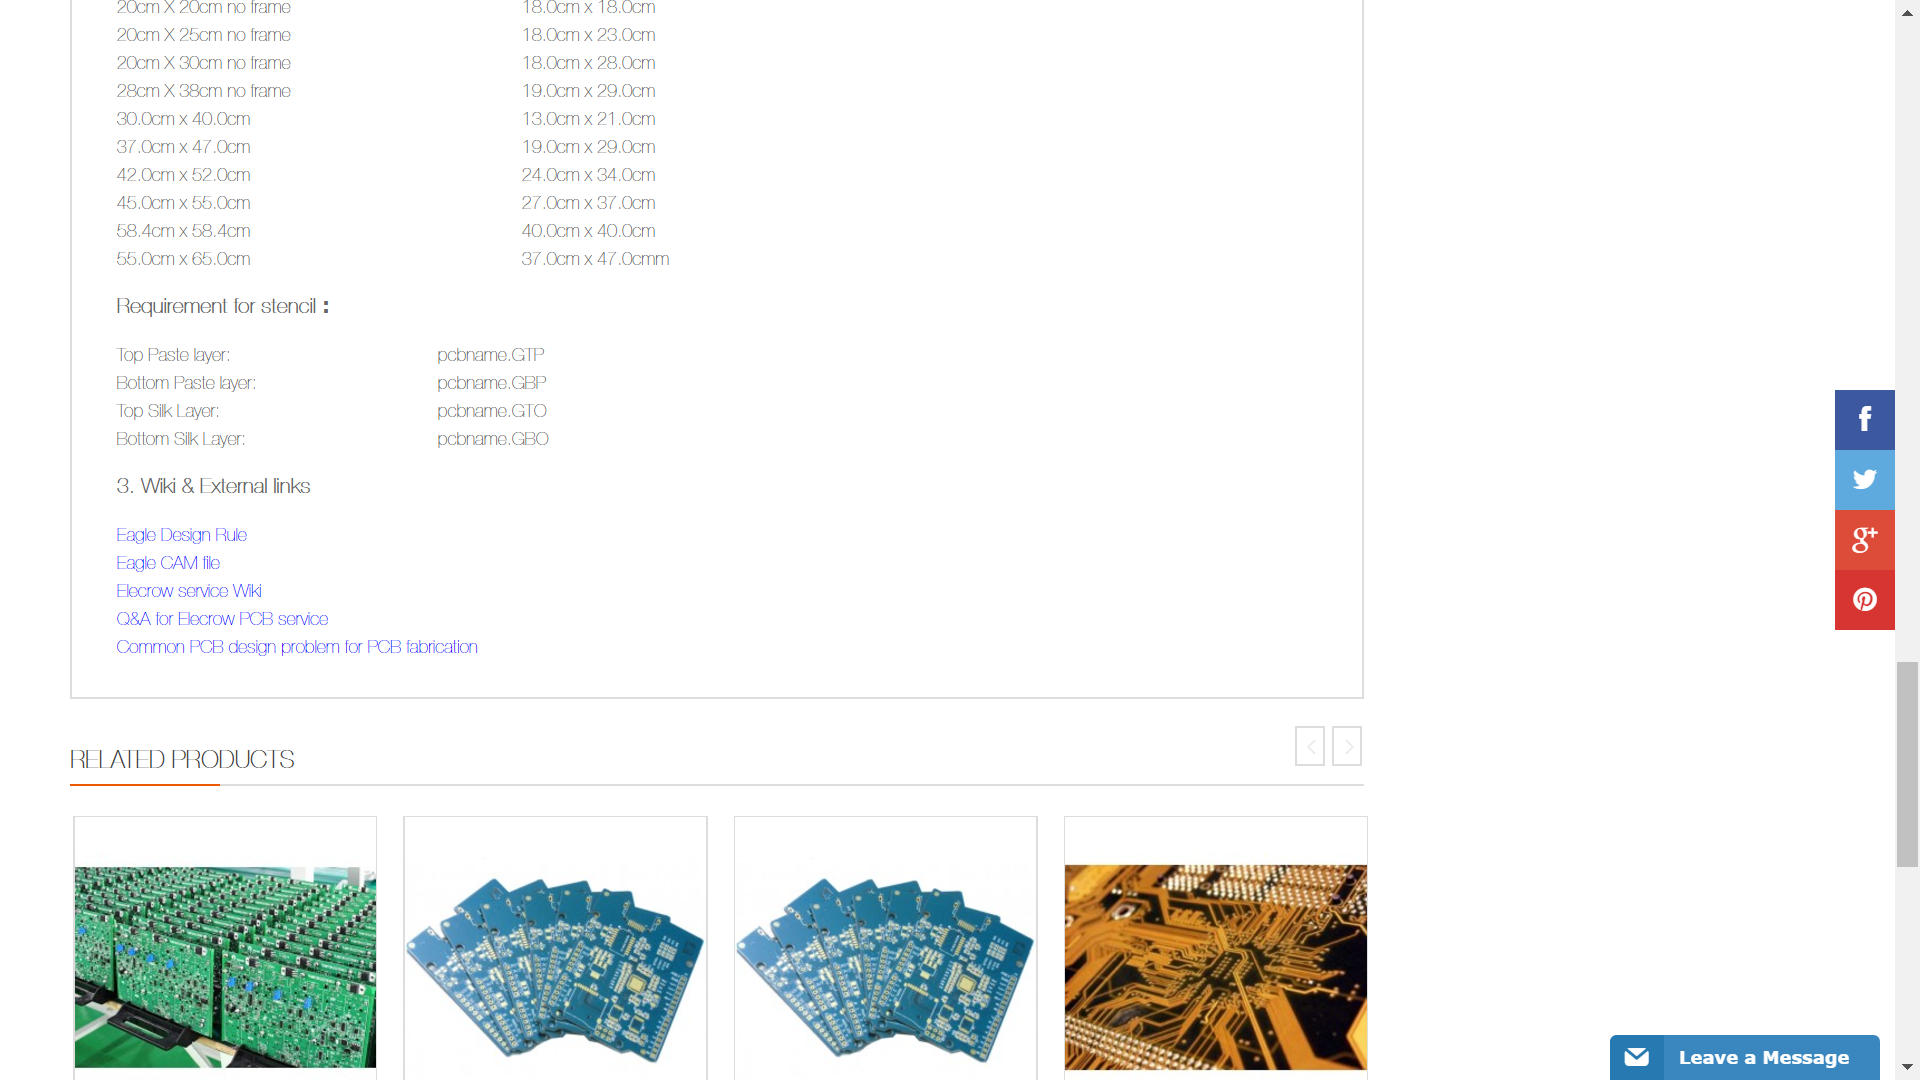 20cm X 20cm no frame 18.0cm x 18.0cm
20cm X 25cm no frame 18.0cm x 23.0cm
20cm X 30cm no frame 18.0cm x 28.0cm
28cm X 38cm no frame 19.0cm x 29.0cm
30.0cm x 40.0cm 13.0cm x 21.0cm
37.0cm x 47.0cm 19.0cm x 29.0cm
42.0cm x 52.0cm 24.0cm x 34.0cm
45.0cm x 55.0cm 27.0cm x 37.0cm
58.4cm x 58.4cm 40.0cm x 40.0cm
55.0cm x 65.0cm 37.0cm x 47.0cmm
Requirement for stencil：
Top Paste layer: pcbname.GTP
Bottom Paste layer: pcbname.GBP
Top Silk Layer: pcbname.GTO
Bottom Silk Layer: pcbname.GBO
3. Wiki & External links
Eagle Design Rule
Eagle CAM file
Elecrow service Wiki
Q&A for Elecrow PCB service
Common PCB design problem for PCB fabrication
RELATED PRODUCTS
Leave a Message